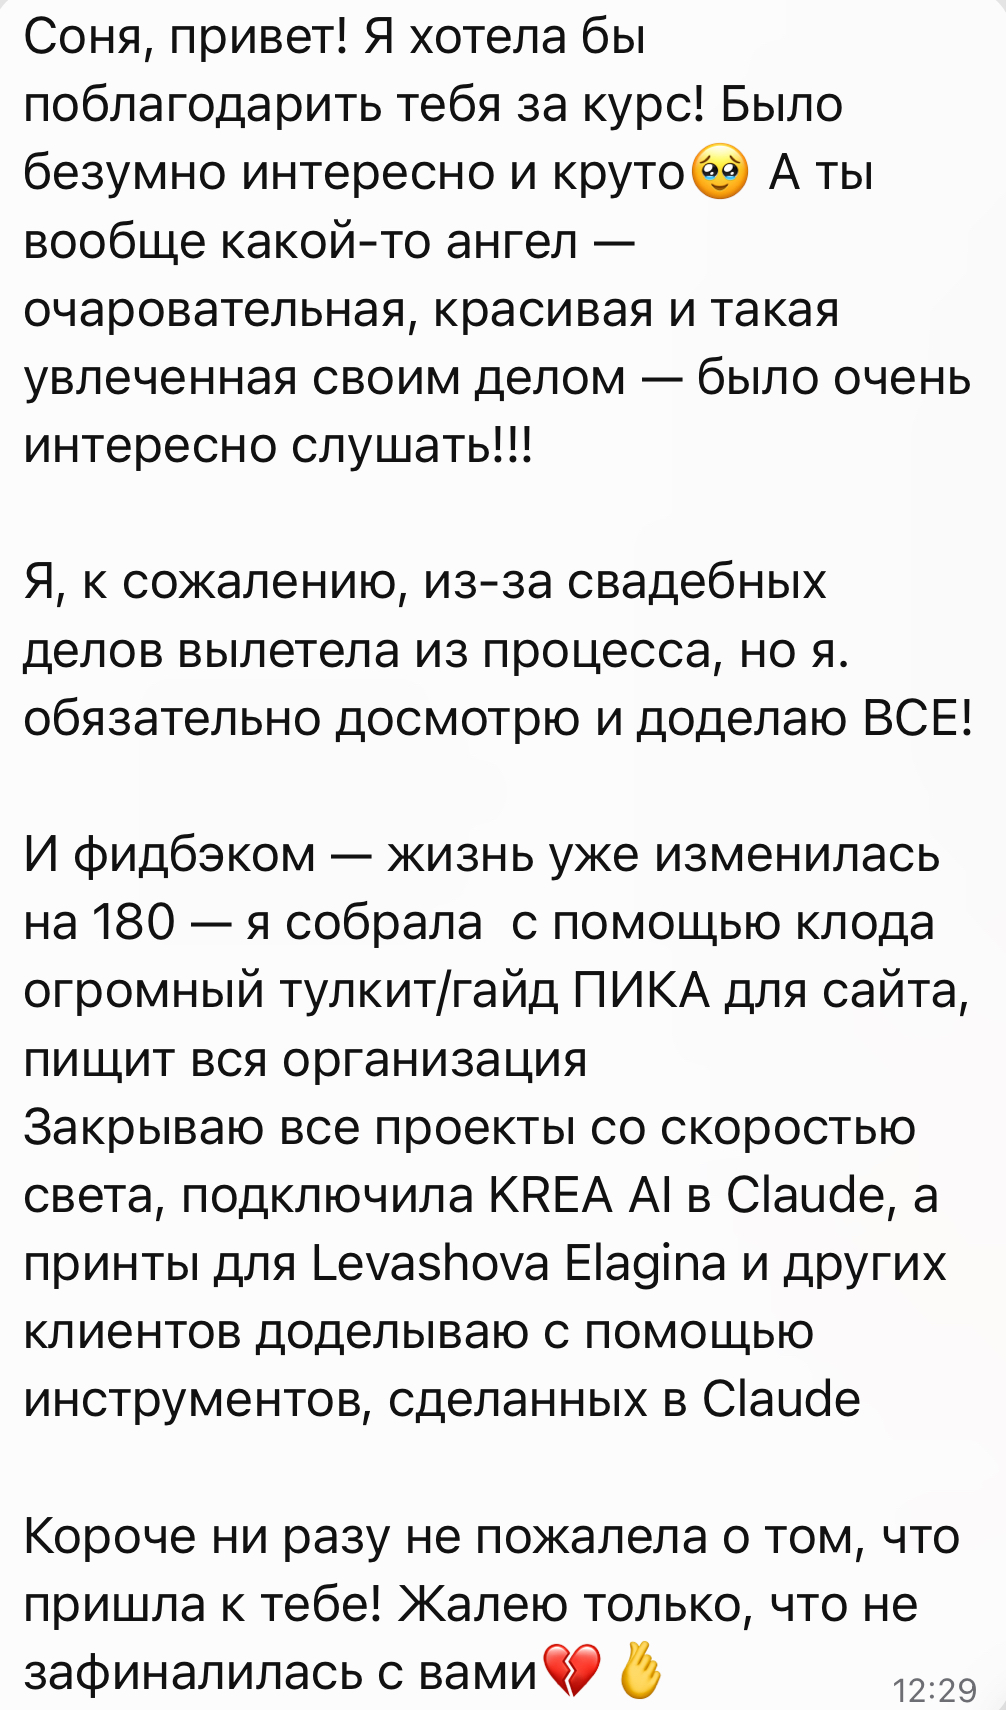 Соня, привет! Я хотела бы
поблагодарить тебя за курс! Было
безумно интересно и круто🥹 А ты
вообще какой-то ангел —
очаровательная, красивая и такая
увлеченная своим делом — было очень
интересно слушать!!!
Я, к сожалению, из-за свадебных
делов вылетела из процесса, но я.
обязательно досмотрю и доделаю ВСЕ!
И фидбэком — жизнь уже изменилась
на 180 — я собрала  с помощью клода
огромный тулкит/гайд ПИКА для сайта,
пищит вся организация
Закрываю все проекты со скоростью
света, подключила KREA AI в Claude, а
принты для Levashova Elagina и других
клиентов доделываю с помощью
инструментов, сделанных в Claude
Короче ни разу не пожалела о том, что
пришла к тебе! Жалею только, что не
зафиналилась с вами💔🫰
12:29